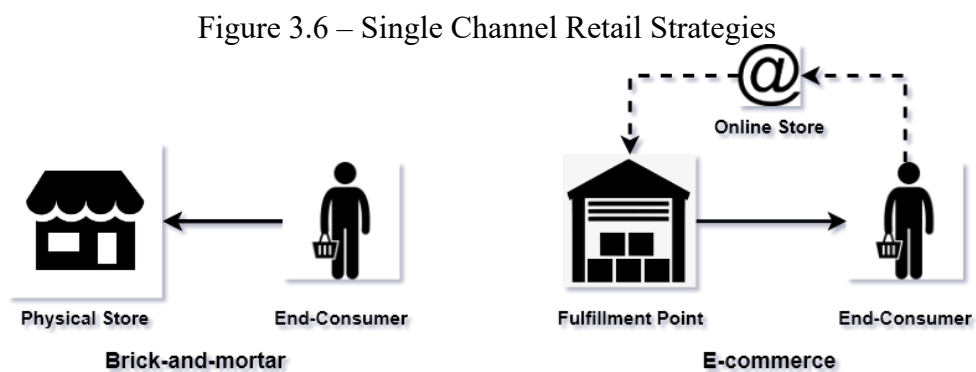 Figure 3.6 – Single Channel Retail Strategies
@
Online Store
Physical Store
End-Consumer
Brick-and-mortar
Fulfillment Point
End-Consumer
E-commerce